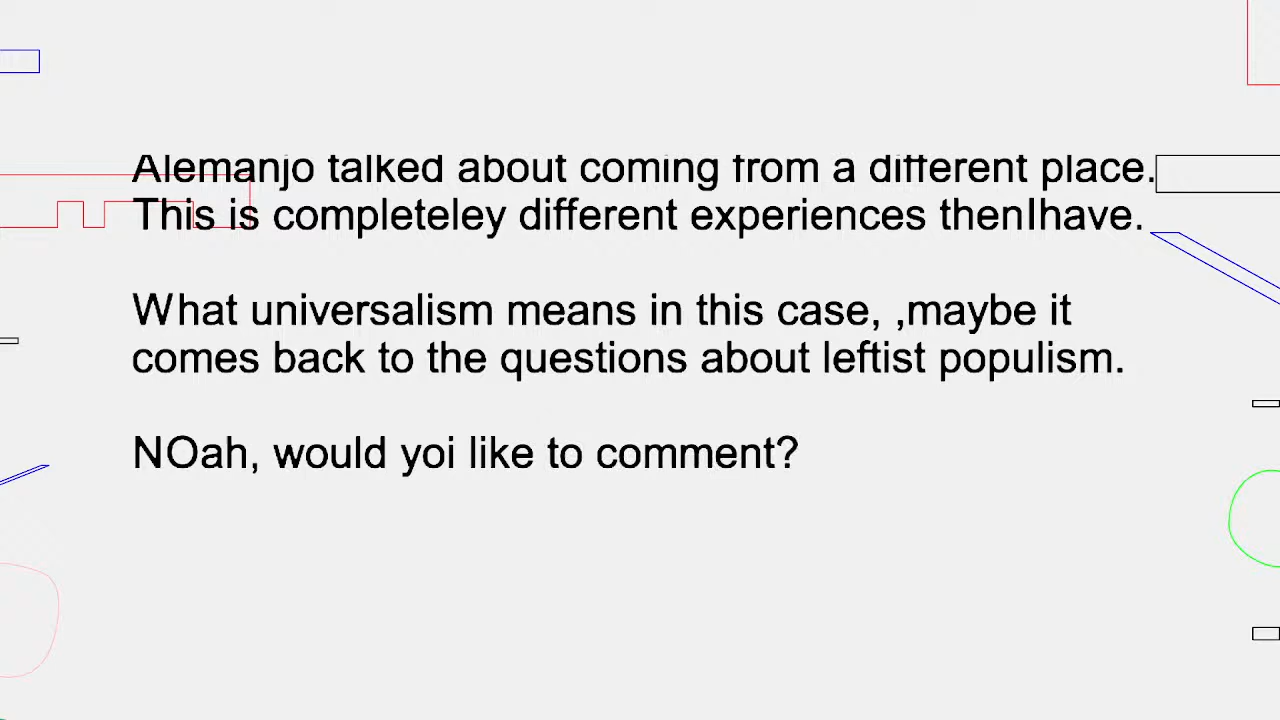 Alemanjo talked about coming from a different place.
This is completeley different experiences thenIhave.
What universalism means in this case, ,maybe it
comes back to the questions about leftist populism.
NOah, would yoi like to comment?